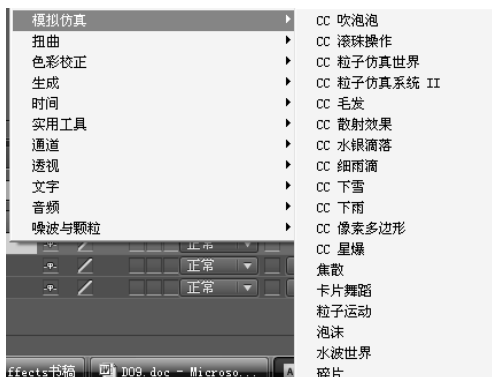 模拟仿真
扭曲
色彩校正
生成
时间
实用工具
通道
透视
文字
音频
噪波与颗粒
CC 吹泡泡
CC 滚珠操作
CC 粒子仿真世界
CC 粒子仿真系统 II
CC 毛发
CC 散射效果
CC 水银滴落
CC 细雨滴
CC 下雪
CC 下雨
CC 像素多边形
CC 星爆
焦散
卡片舞蹈
粒子运动
泡沫
水波世界
碎片
正常
正常
正常
ffects书稿
D09.doc - Microso...
A